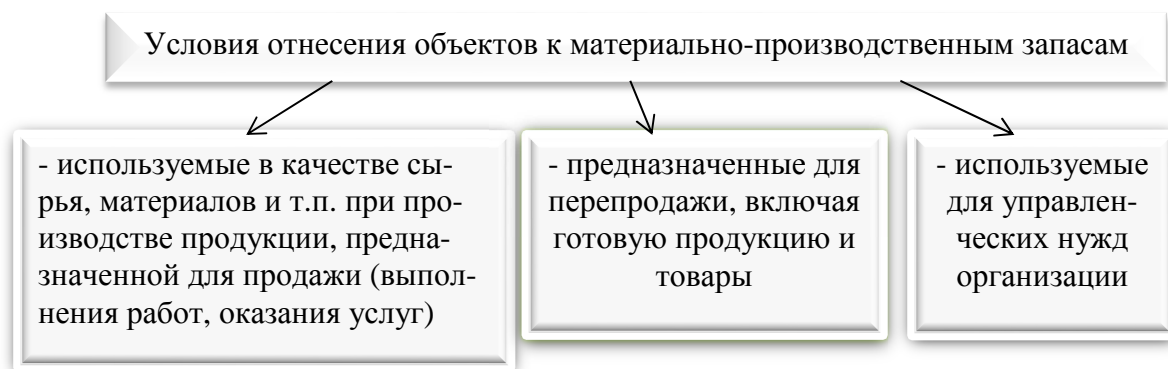 Условия отнесения объектов к материально-производственным запасам
- используемые в качестве сы-
рья, материалов и т.п. при про-
изводстве продукции, предна-
значенной для продажи (выпол-
нения работ, оказания услуг)
- предназначенные для
перепродажи, включая
готовую продукцию и
товары
- используемые
для управлен-
ческих нужд
организации